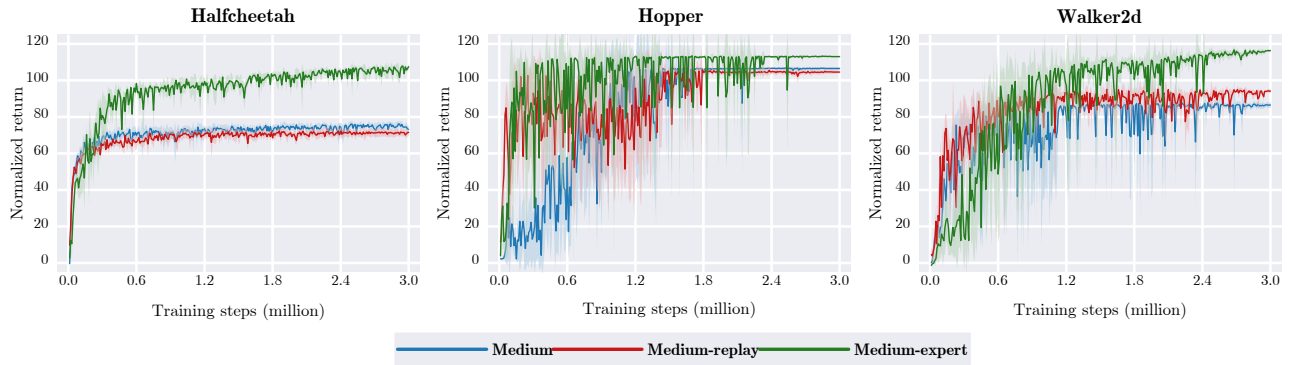 Halfcheetah
Hopper
Walker2d
Normalized return
120
100
80
60
40
20
0
0.0 0.6 1.2 1.8 2.4 3.0
Training steps (million)
Normalized return
120
100
80
60
40
20
0
0.0 0.6 1.2 1.8 2.4 3.0
Training steps (million)
Normalized return
120
100
80
60
40
20
0
0.0 0.6 1.2 1.8 2.4 3.0
Training steps (million)
Medium Medium-replay Medium-expert